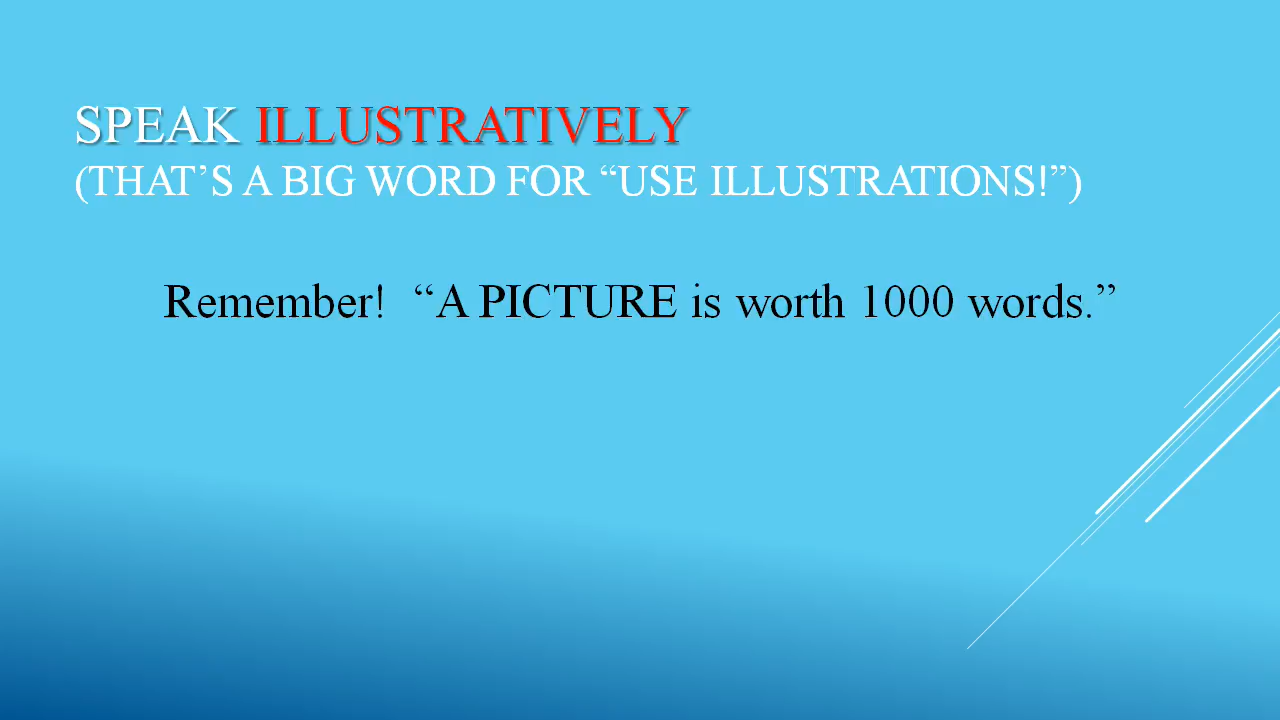 SPEAK ILLUSTRATIVELY
(THAT’S A BIG WORD FOR “USE ILLUSTRATIONS!”)
Remember! “A PICTURE is worth 1000 words.”